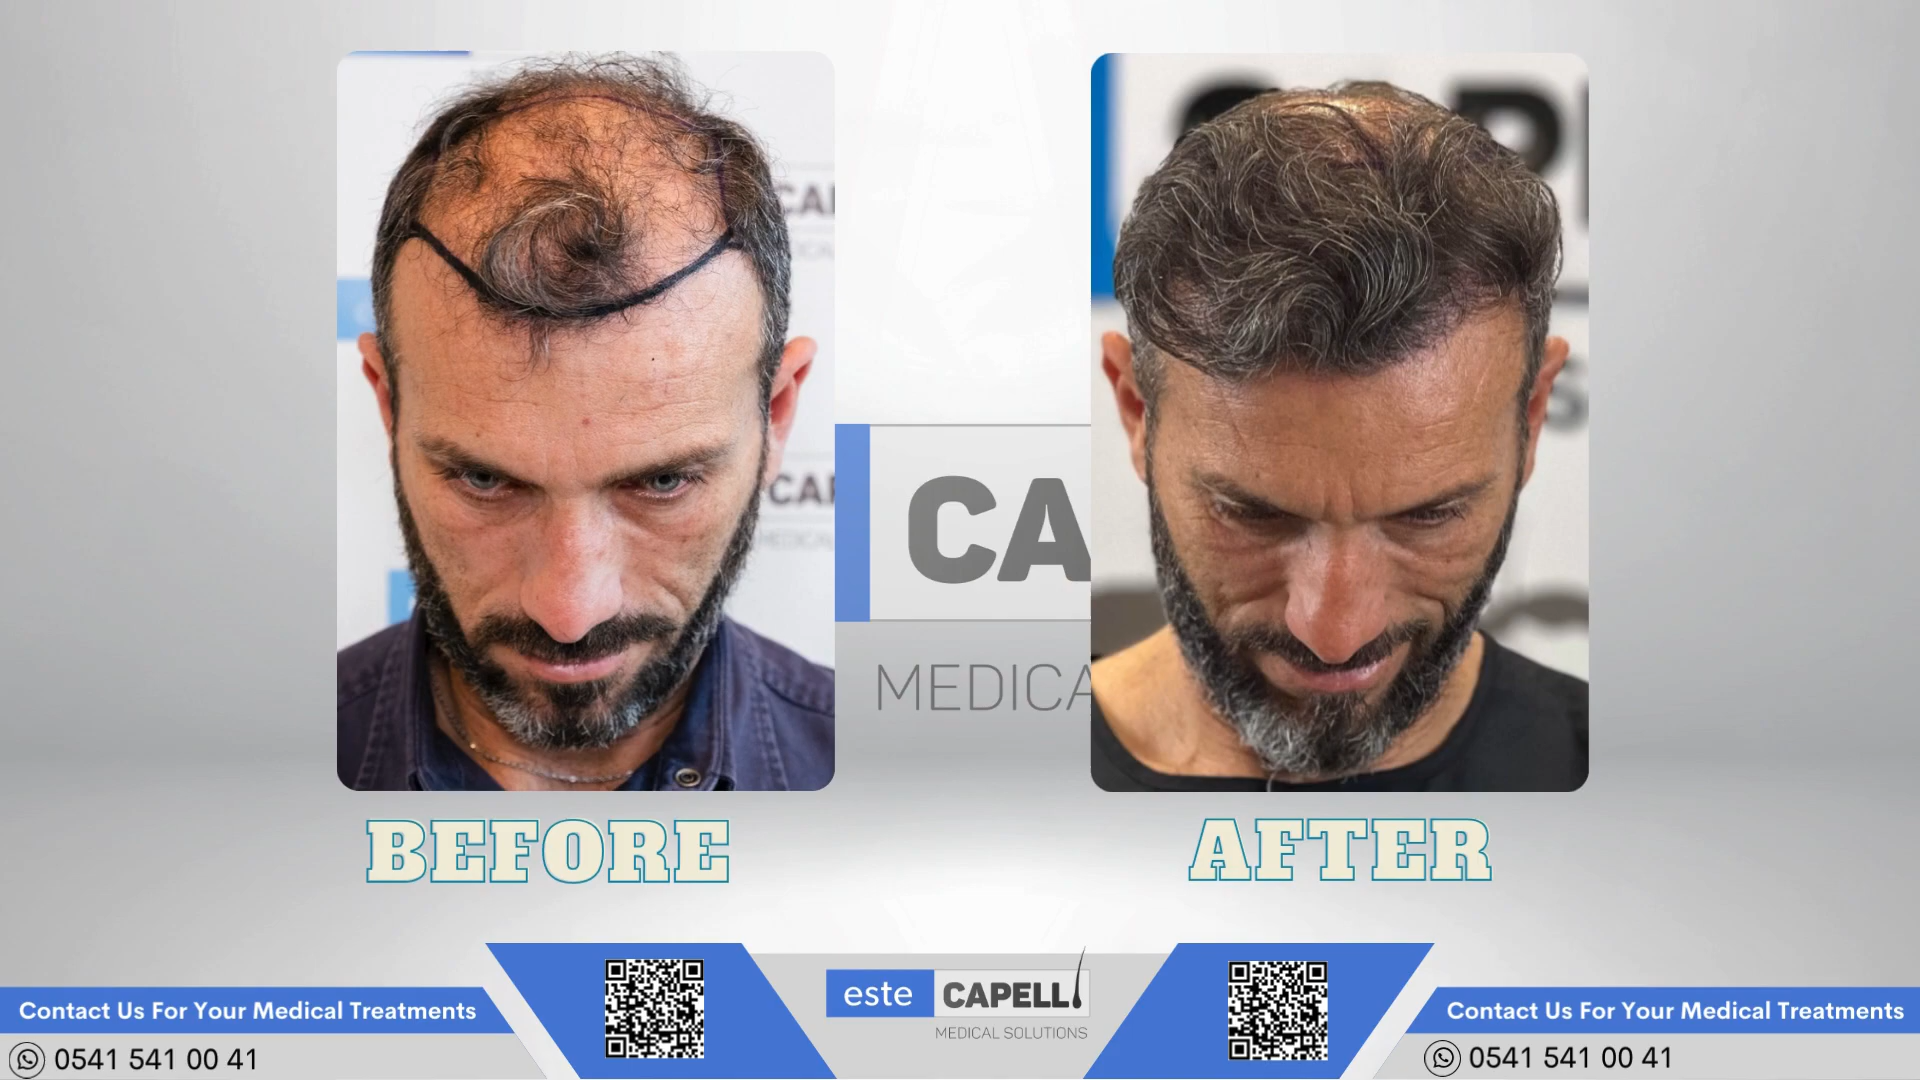 CA
MEDICA
BEFORE
AFTER
Contact Us For Your Medical Treatments
0541 541 00 41
este CAPELLI
MEDICAL SOLUTIONS
Contact Us For Your Medical Treatments
0541 541 00 41